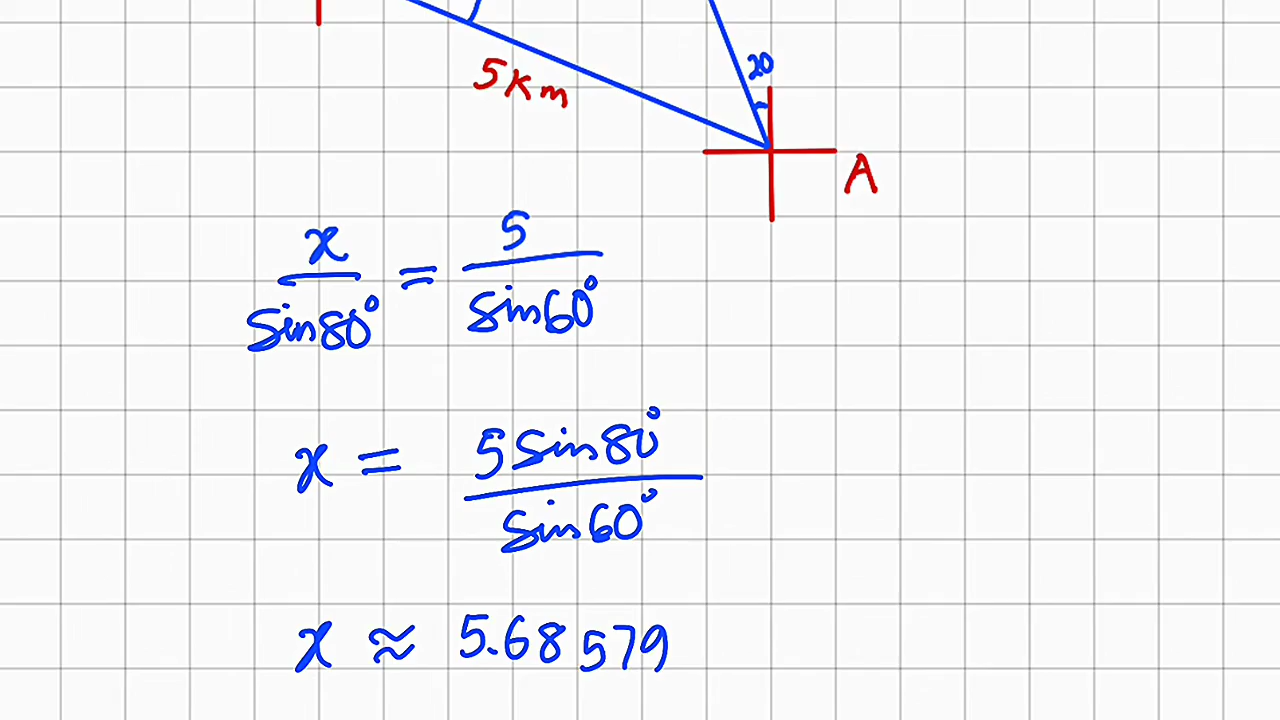 20
5Km
A
x/sin80° = 5/sin60°
x = 5sin80°/sin60°
x ≈ 5.68579